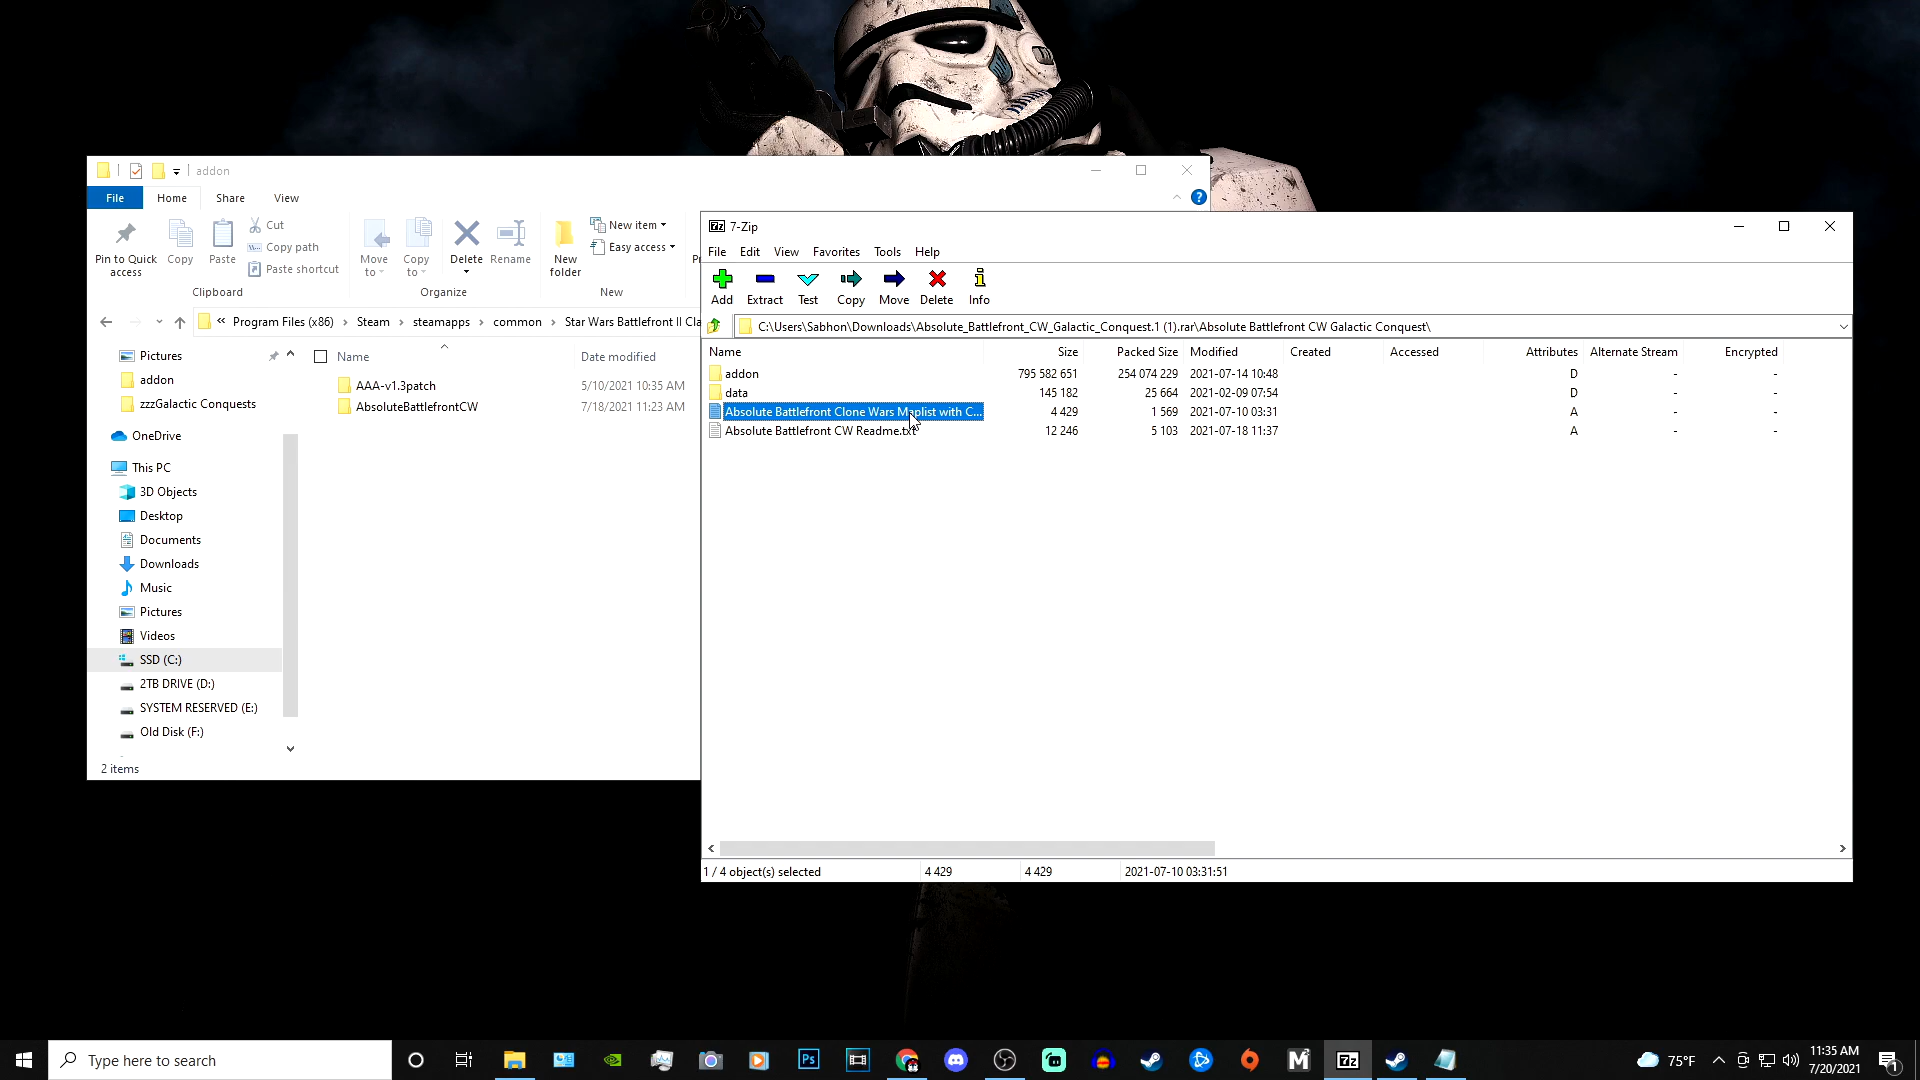 addon
File Home Share View
Pin to Quick access
Copy
Paste
Cut
Copy path
Paste shortcut
Clipboard
Move to
Copy to
Delete
Rename
Organize
New folder
New item
Easy access
New
« Program Files (x86) › Steam › steamapps › common › Star Wars Battlefront II Cla
Pictures
addon
zzzGalactic Conquests
OneDrive
This PC
3D Objects
Desktop
Documents
Downloads
Music
Pictures
Videos
SSD (C:)
2TB DRIVE (D:)
SYSTEM RESERVED (E:)
Old Disk (F:)
2 items
Name Date modified
AAA-v1.3patch 5/10/2021 10:35 AM
AbsoluteBattlefrontCW 7/18/2021 11:23 AM
7z 7-Zip
File Edit View Favorites Tools Help
Add Extract Test Copy Move Delete Info
C:\Users\Sabhon\Downloads\Absolute_Battlefront_CW_Galactic_Conquest.1 (1).rar\Absolute Battlefront CW Galactic Conquest\
Name Size Packed Size Modified Created Accessed Attributes Alternate Stream Encrypted
addon 795 582 651 254 074 229 2021-07-14 10:48 D - -
data 145 182 25 664 2021-02-09 07:54 D - -
Absolute Battlefront Clone Wars Maplist with C... 4 429 1 569 2021-07-10 03:31 A - -
Absolute Battlefront CW Readme.txt 12 246 5 103 2021-07-18 11:37 A - -
1 / 4 object(s) selected 4 429 4 429 2021-07-10 03:31:51
Type here to search
Ps
7z
75°F
11:35 AM
7/20/2021
1